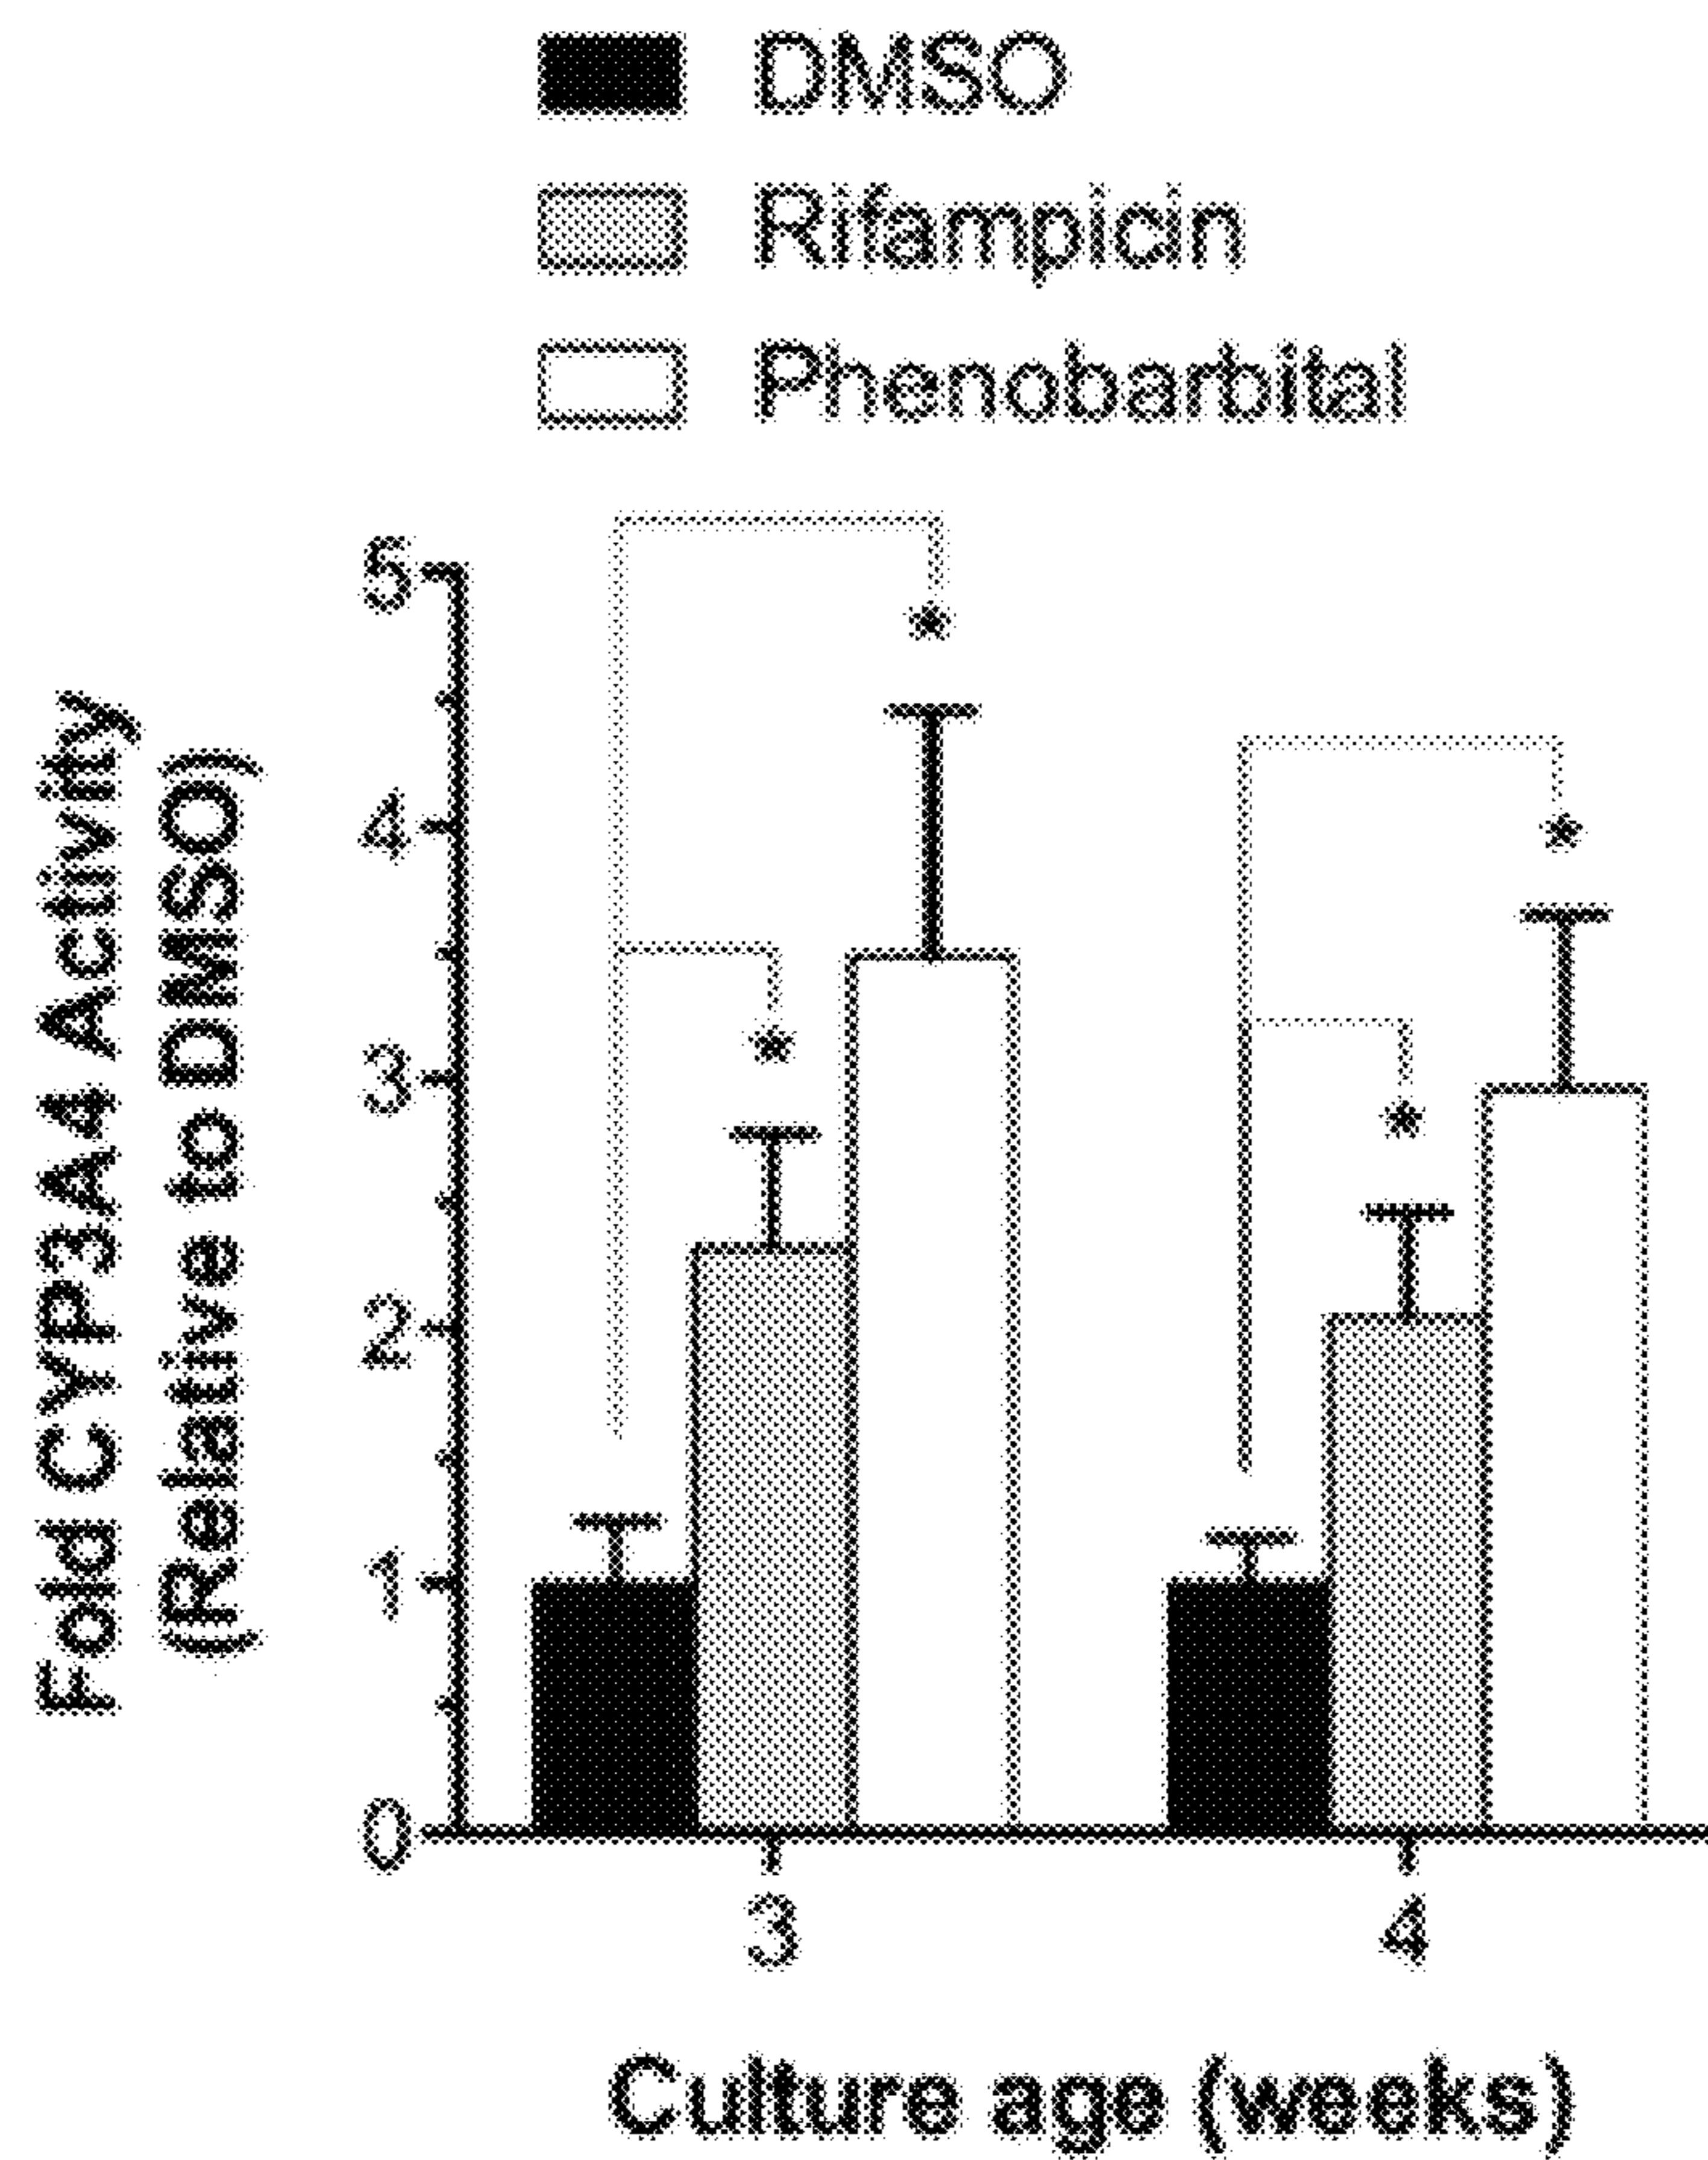 DMSO
Rifampicin
Phenobarbital
Fold CYP3A4 Activity
(Relative to DMSO)
5
*
4
*
3
*
*
2
1
0
3 4
Culture age (weeks)